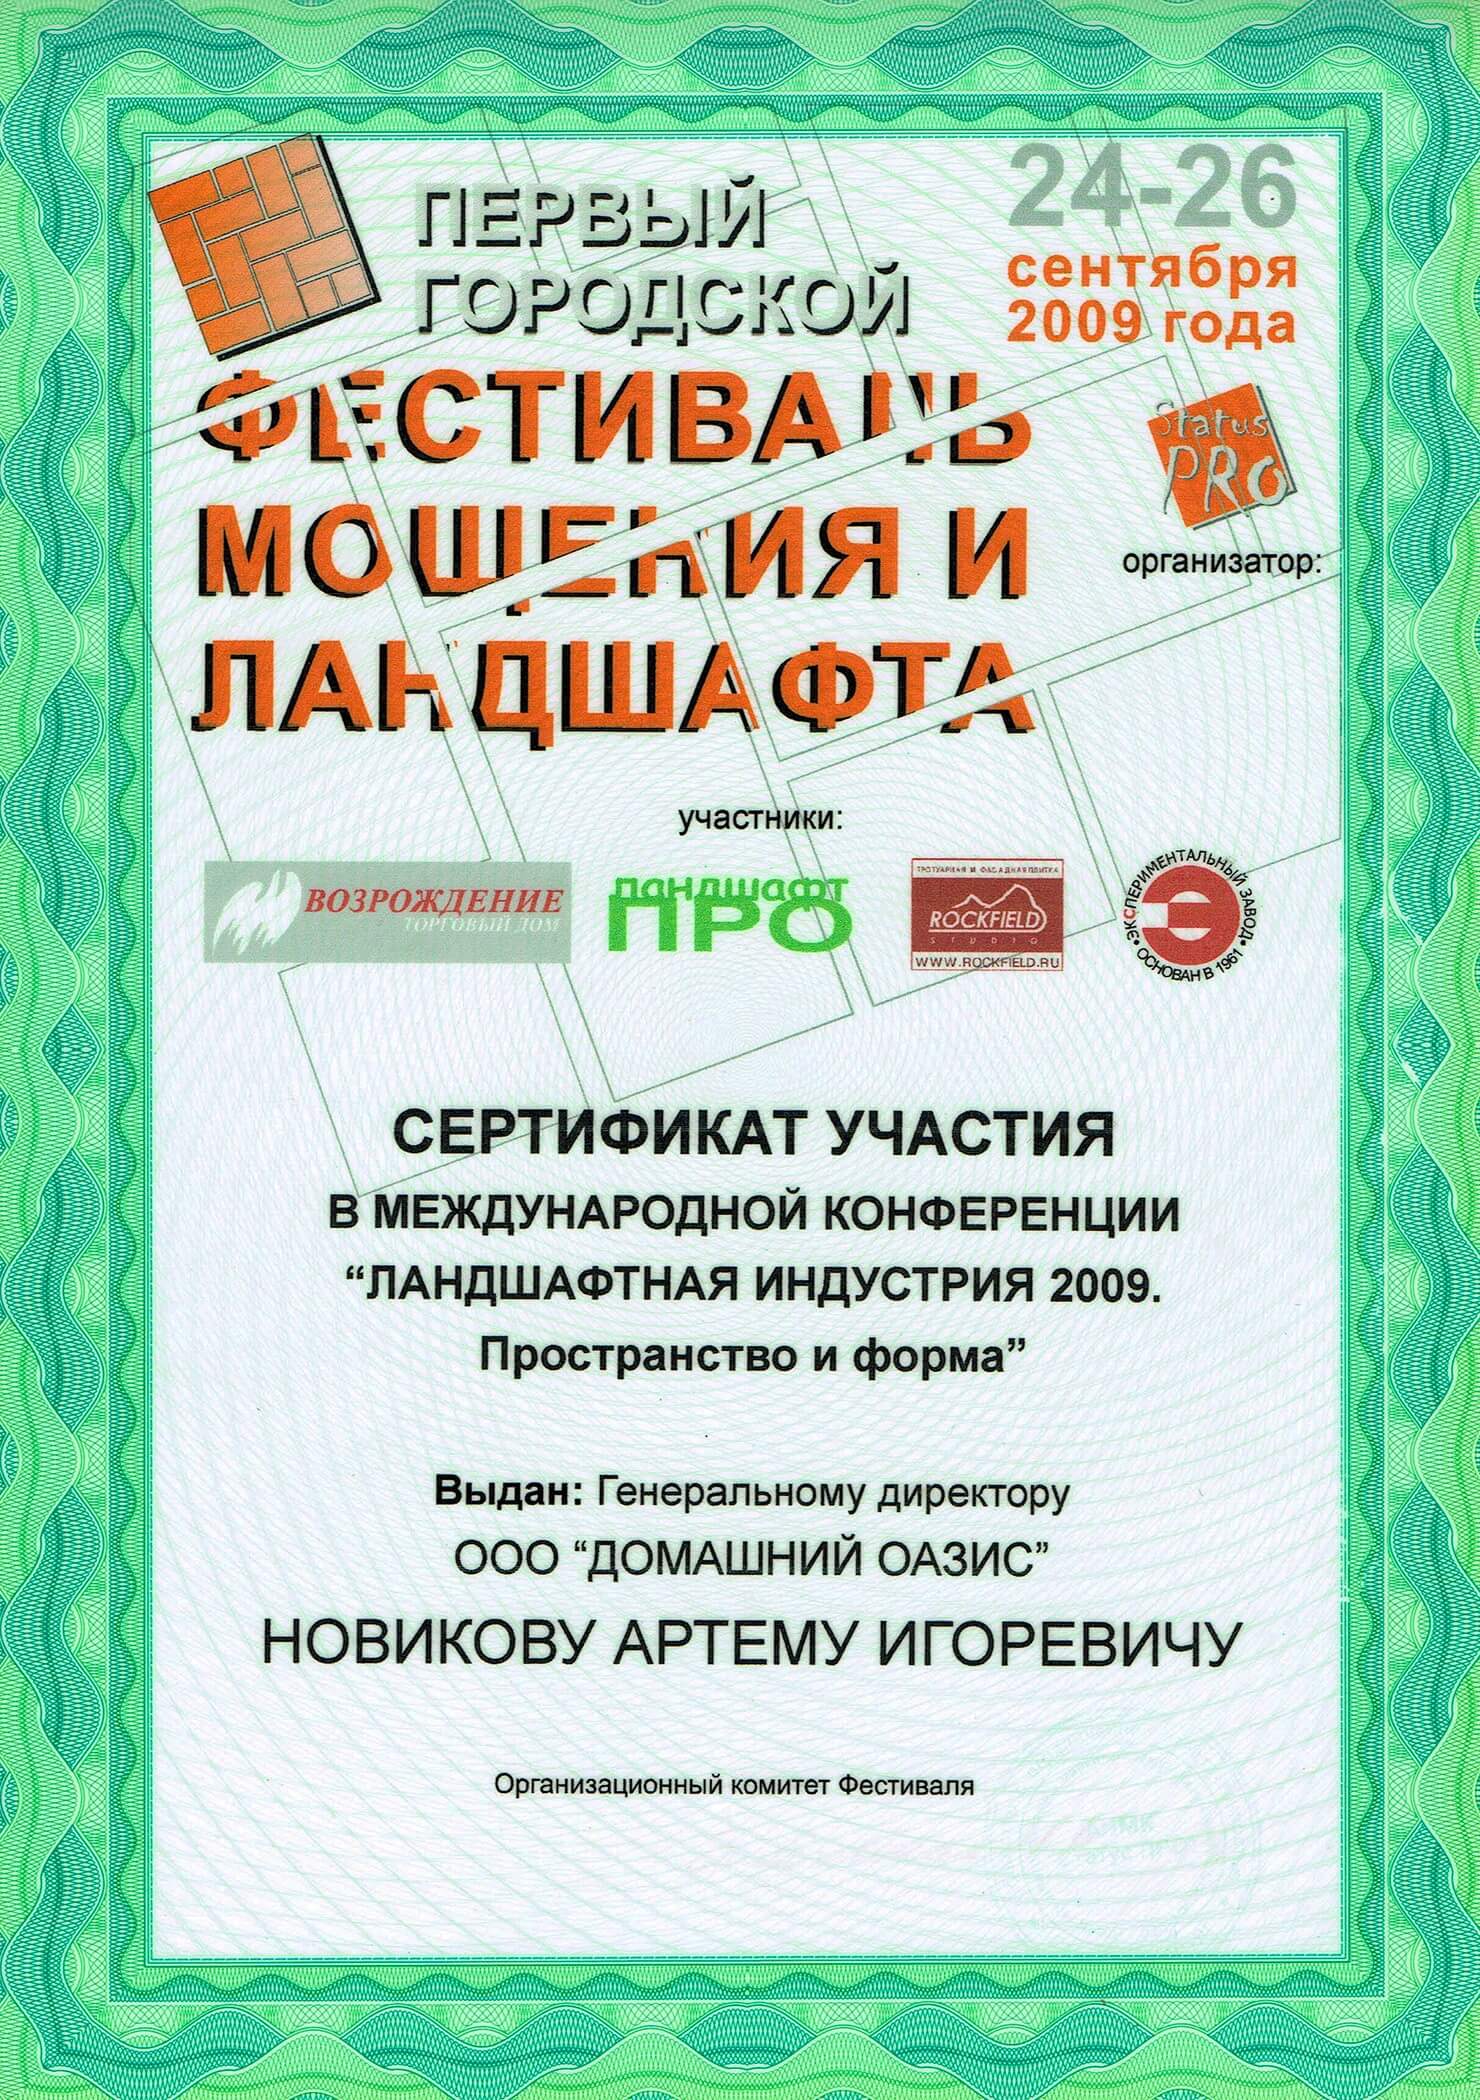 ПЕРВЫЙ
ГОРОДСКОЙ
24-26
сентября
2009 года
ФЕСТИВАЛЬ
МОЩЕНИЯ И
ЛАНДШАФТА
Status
PRO
организатор:
участники:
ВОЗРОЖДЕНИЕ
ТОРГОВЫЙ ДОМ
ландшафт
ПРО
ТРОТУАРНАЯ И ФАСАДНАЯ ПЛИТКА
ROCKFIELD
STUDIO
WWW.ROCKFIELD.RU
ЭКСПЕРИМЕНТАЛЬНЫЙ ЗАВОД
ОСНОВАН В 1961
СЕРТИФИКАТ УЧАСТИЯ
В МЕЖДУНАРОДНОЙ КОНФЕРЕНЦИИ
“ЛАНДШАФТНАЯ ИНДУСТРИЯ 2009.
Пространство и форма”
Выдан: Генеральному директору
ООО “ДОМАШНИЙ ОАЗИС”
НОВИКОВУ АРТЕМУ ИГОРЕВИЧУ
Организационный комитет Фестиваля